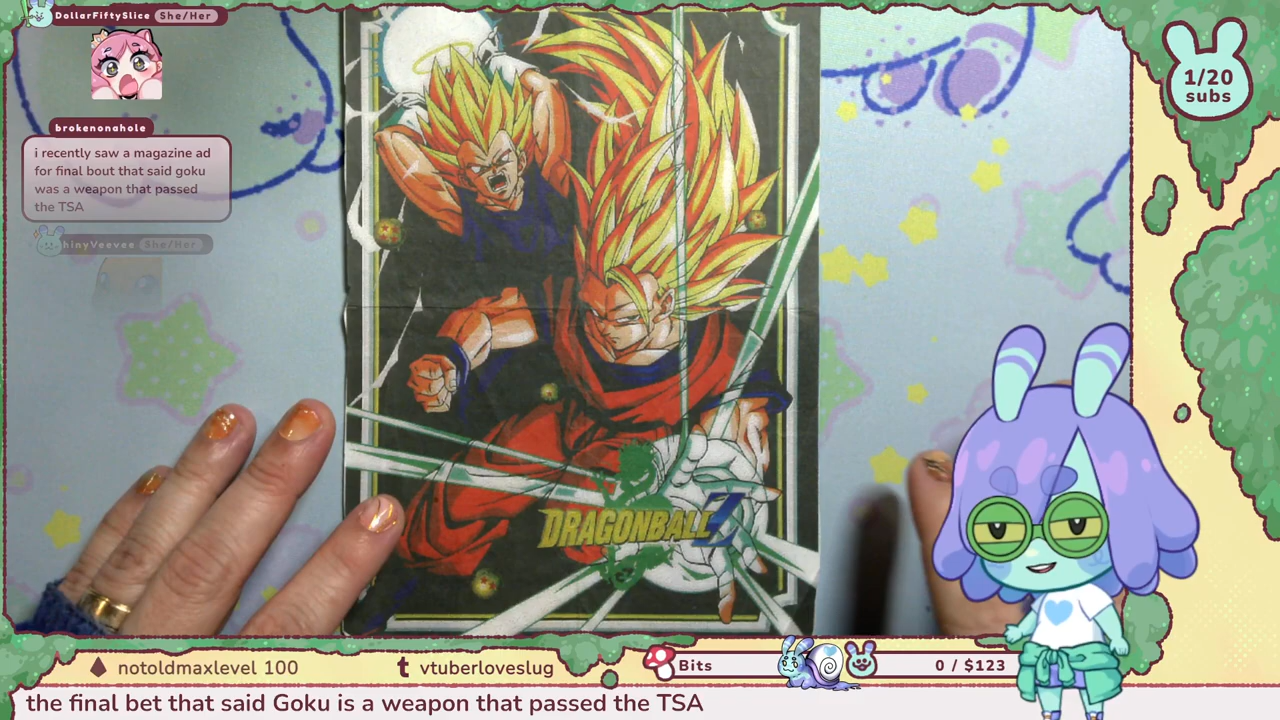 DollarFiftySlice She/Her
brokenonahole
i recently saw a magazine ad
for final bout that said goku
was a weapon that passed
the TSA
hinyVeevee She/Her
1/20
subs
DRAGONBALL Z
notoldmaxlevel 100
t vtuberloveslug
Bits
0 / $123
the final bet that said Goku is a weapon that passed the TSA